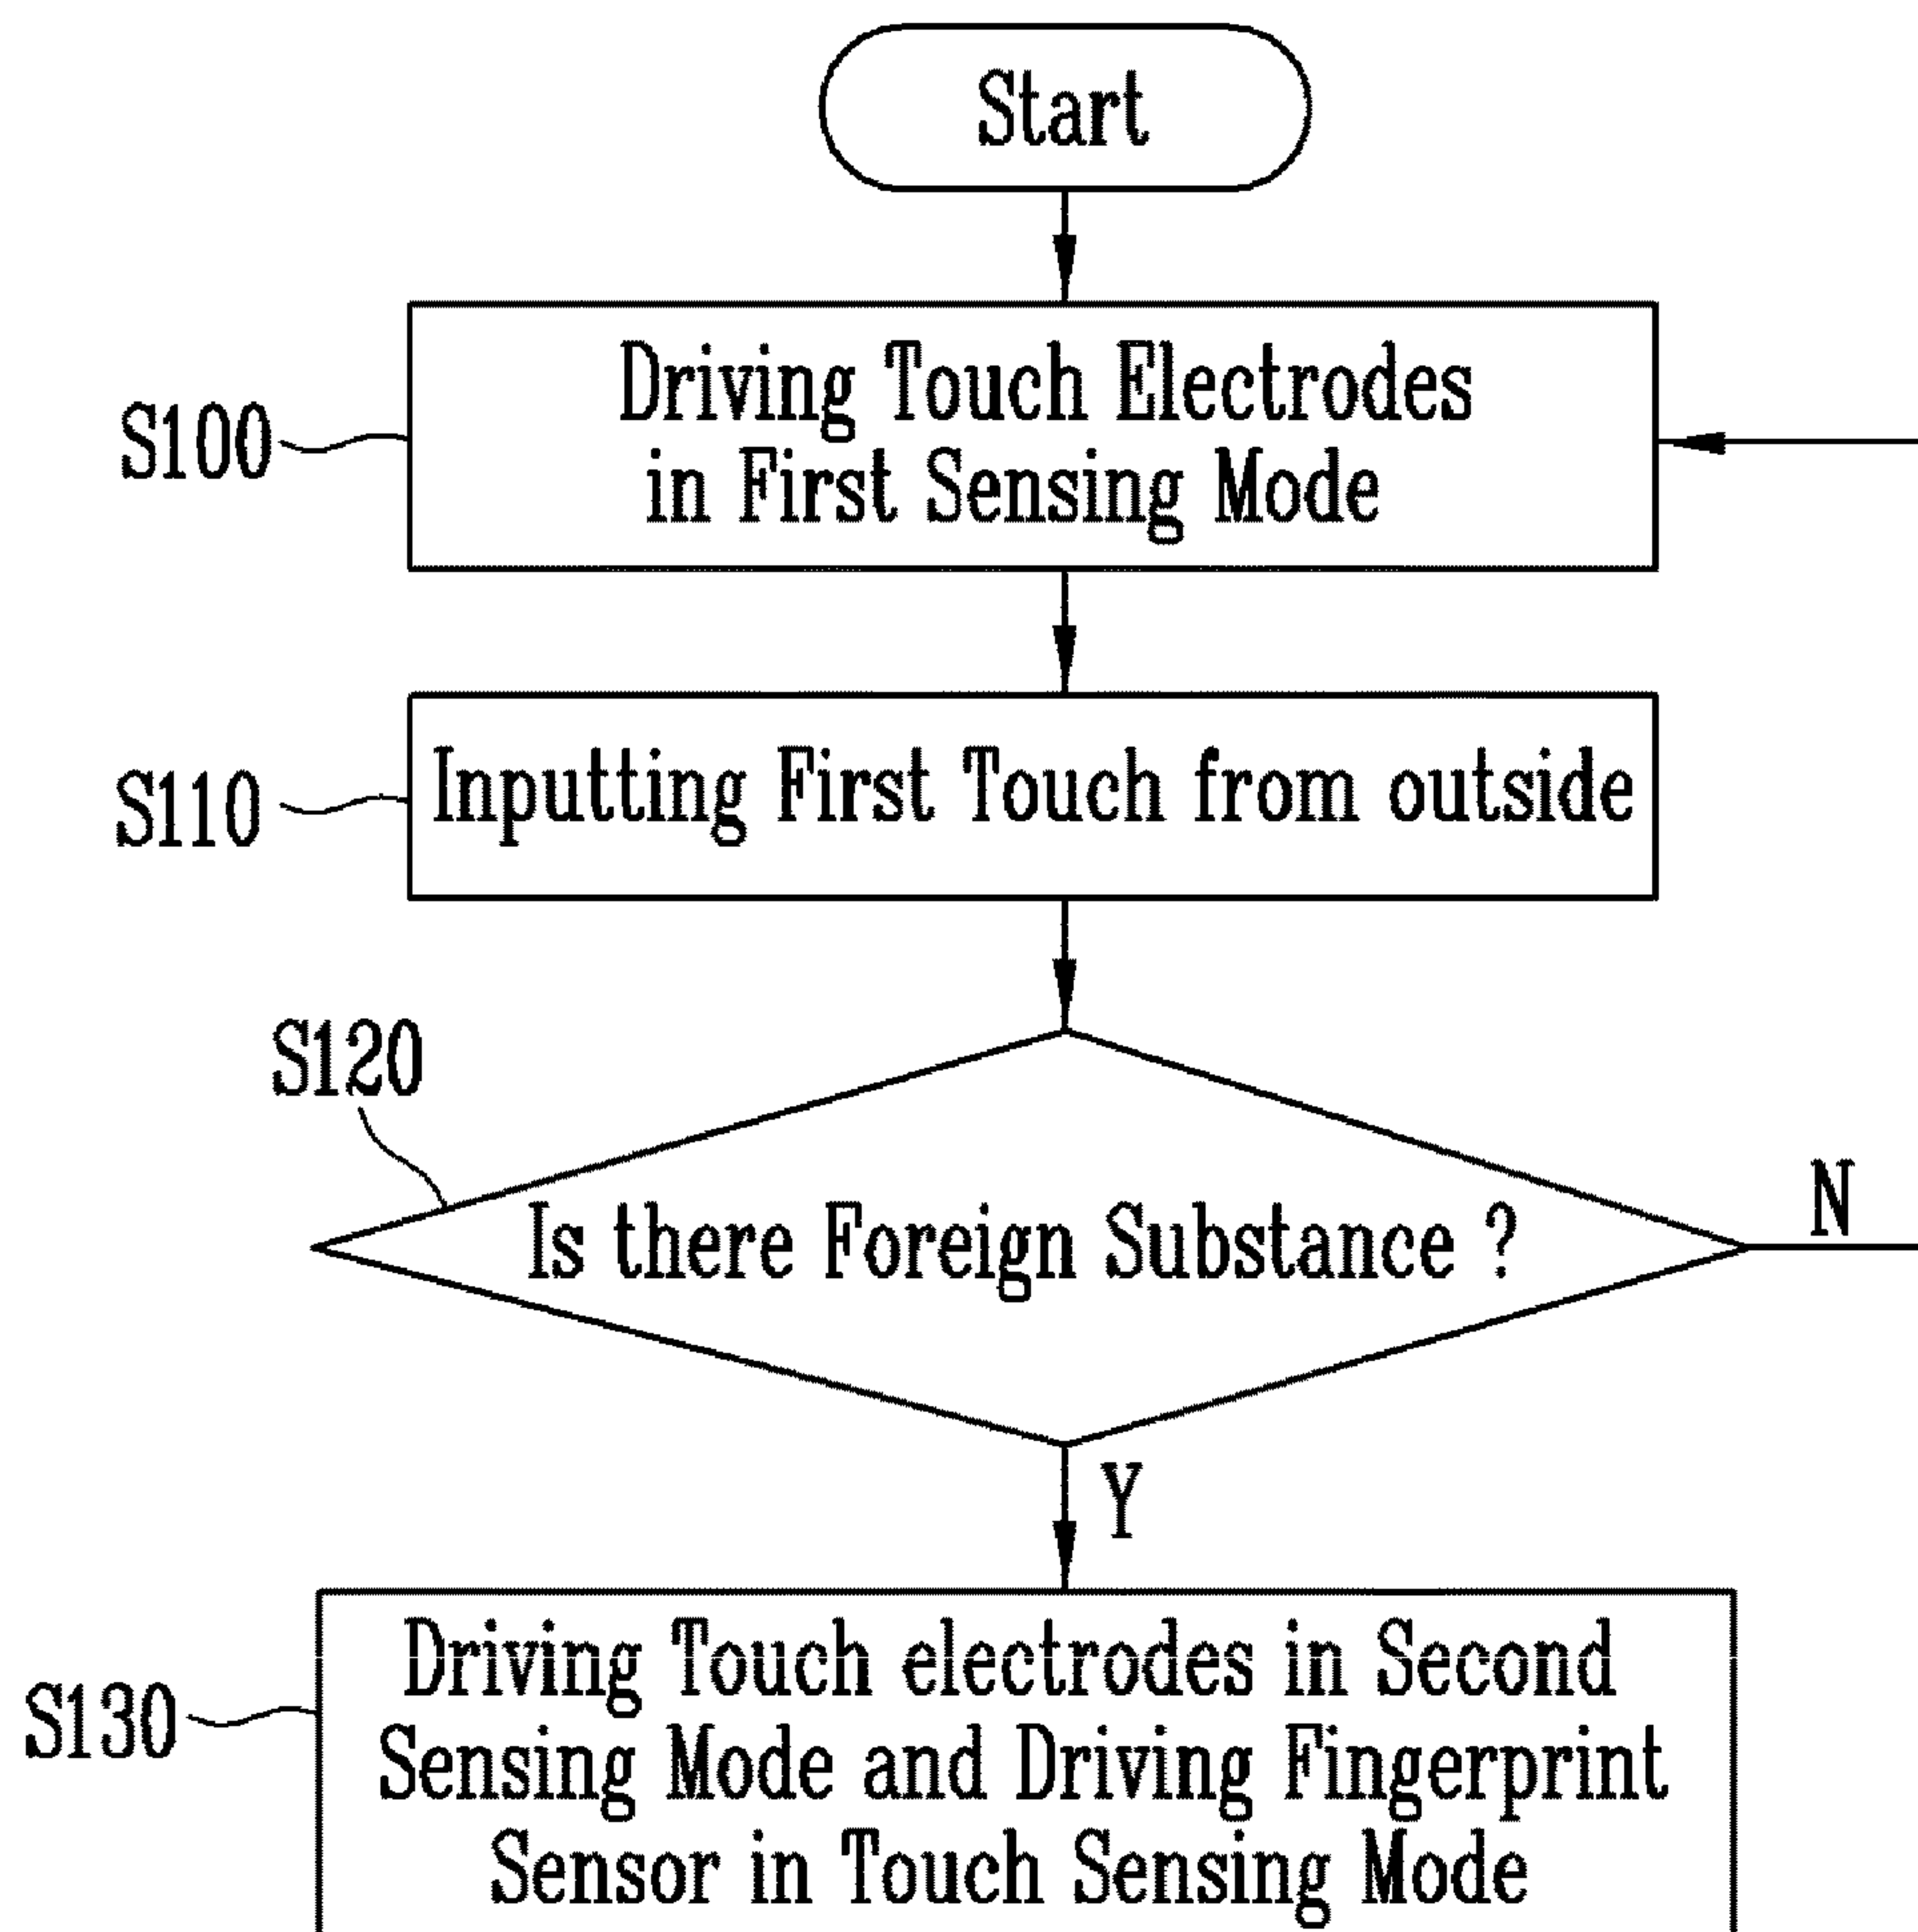 Start
S100
Driving Touch Electrodes
in First Sensing Mode
S110
Inputting First Touch from outside
S120
Is there Foreign Substance ?
N
Y
S130
Driving Touch electrodes in Second
Sensing Mode and Driving Fingerprint
Sensor in Touch Sensing Mode